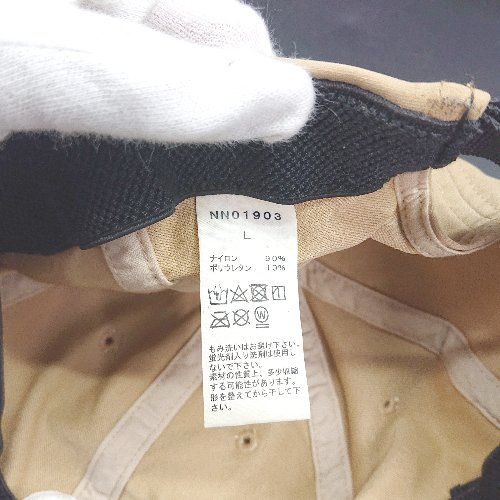 NN01903
L
ナイロン 90%
ポリウレタン 10%
もみ洗いはお避け下さい。
蛍光剤入り洗剤は使用し
ないで下さい。
素材の性質上、多少収縮
する可能性があります。
形を整えてから干して下
さい。